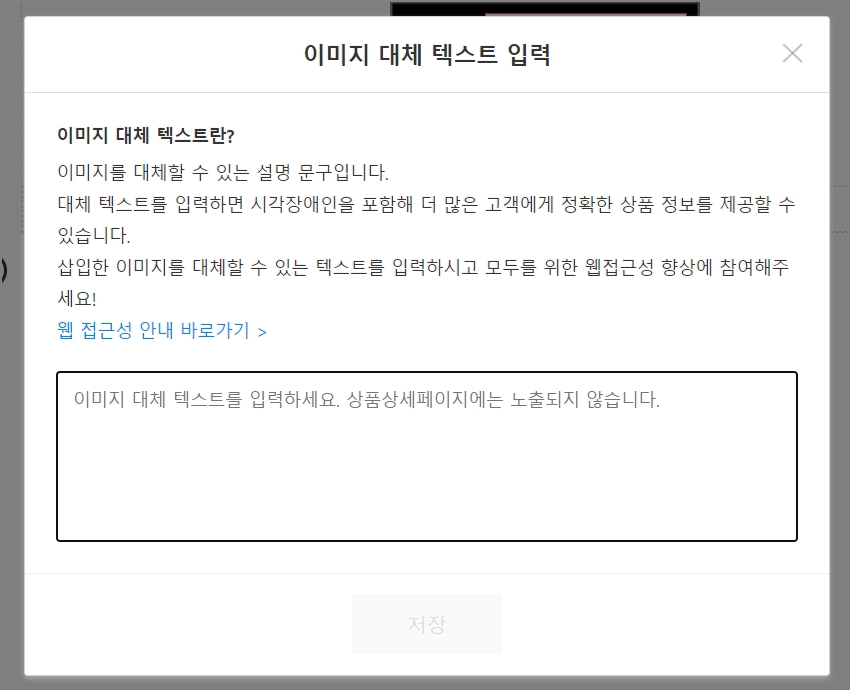 이미지 대체 텍스트 입력
이미지 대체 텍스트란?
이미지를 대체할 수 있는 설명 문구입니다.
대체 텍스트를 입력하면 시각장애인을 포함해 더 많은 고객에게 정확한 상품 정보를 제공할 수
있습니다.
삽입한 이미지를 대체할 수 있는 텍스트를 입력하시고 모두를 위한 웹접근성 향상에 참여해주
세요!
웹 접근성 안내 바로가기 >
이미지 대체 텍스트를 입력하세요. 상품상세페이지에는 노출되지 않습니다.
저장